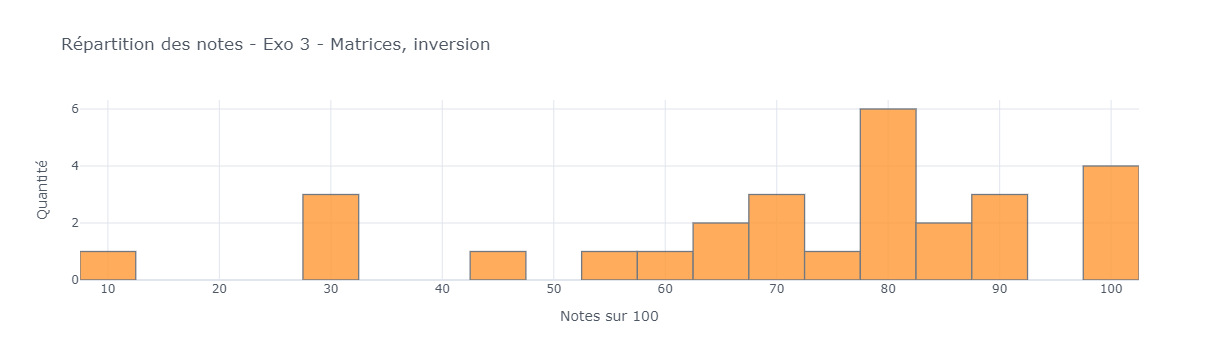 Répartition des notes - Exo 3 - Matrices, inversion
Quantité
6
4
2
0
10 20 30 40 50 60 70 80 90 100
Notes sur 100